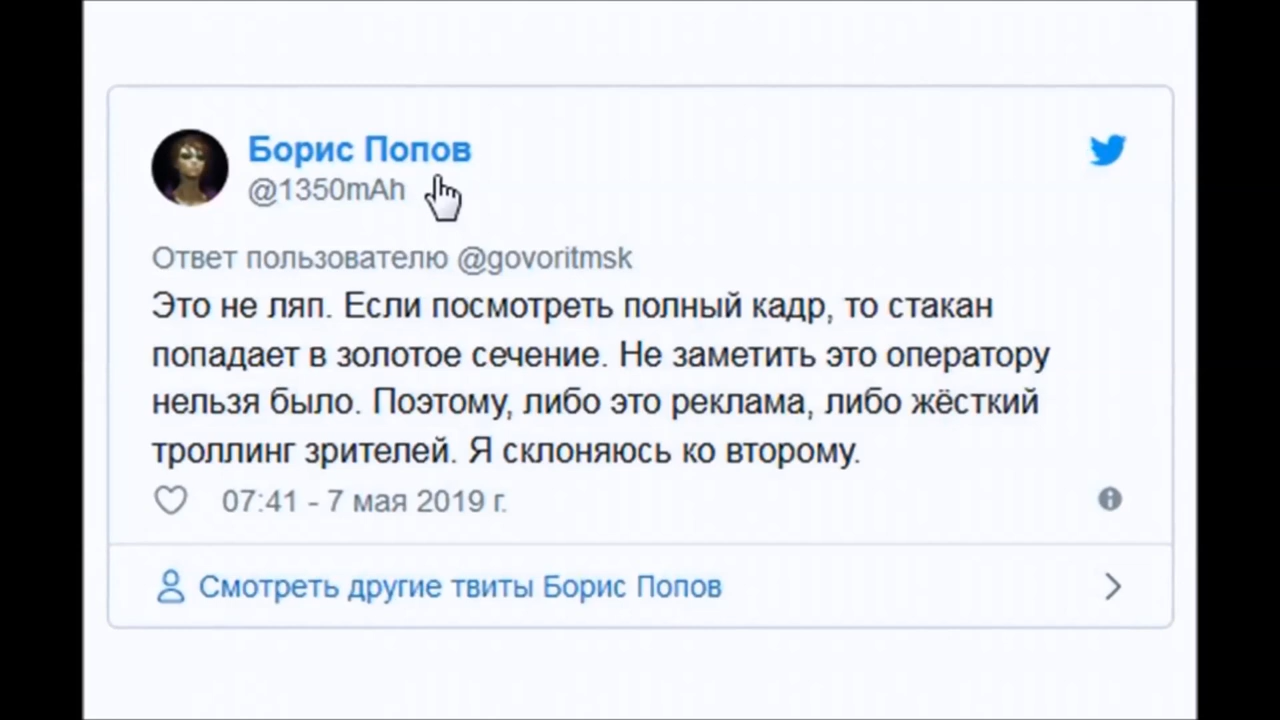 Борис Попов
@1350mAh
Ответ пользователю @govoritmsk
Это не ляп. Если посмотреть полный кадр, то стакан
попадает в золотое сечение. Не заметить это оператору
нельзя было. Поэтому, либо это реклама, либо жёсткий
троллинг зрителей. Я склоняюсь ко второму.
07:41 - 7 мая 2019 г.
Смотреть другие твиты Борис Попов